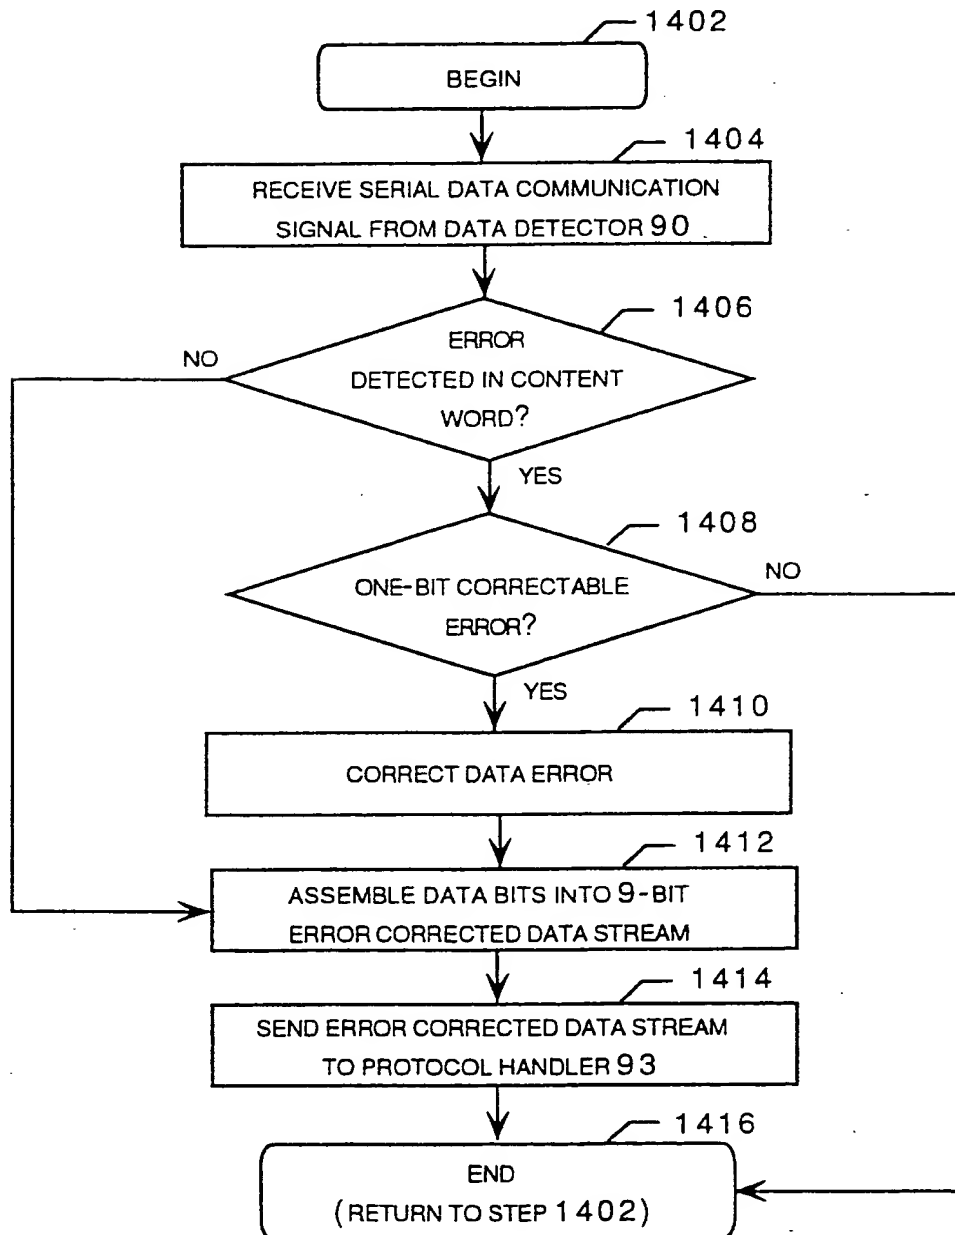 1402
BEGIN
1404
RECEIVE SERIAL DATA COMMUNICATION
SIGNAL FROM DATA DETECTOR 90
1406
ERROR
DETECTED IN CONTENT
WORD?
NO
YES
1408
ONE-BIT CORRECTABLE
ERROR?
NO
YES
1410
CORRECT DATA ERROR
1412
ASSEMBLE DATA BITS INTO 9-BIT
ERROR CORRECTED DATA STREAM
1414
SEND ERROR CORRECTED DATA STREAM
TO PROTOCOL HANDLER 93
1416
END
(RETURN TO STEP 1402)